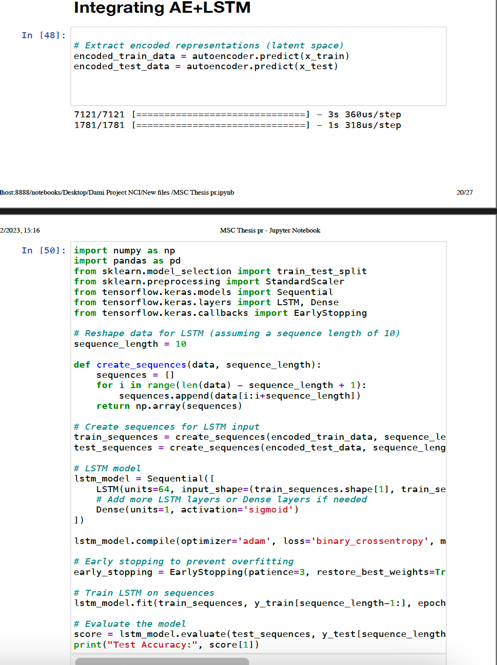 Integrating AE+LSTM
In [48]:
# Extract encoded representations (latent space)
encoded_train_data = autoencoder.predict(x_train)
encoded_test_data = autoencoder.predict(x_test)
7121/7121 [==============================] - 3s 360us/step
1781/1781 [==============================] - 1s 318us/step
lhost:8888/notebooks/Desktop/Dami Project NCI/New files /MSC Thesis pr.ipynb 20/27
2/2023, 15:16 MSC Thesis pr - Jupyter Notebook
In [50]: import numpy as np
import pandas as pd
from sklearn.model_selection import train_test_split
from sklearn.preprocessing import StandardScaler
from tensorflow.keras.models import Sequential
from tensorflow.keras.layers import LSTM, Dense
from tensorflow.keras.callbacks import EarlyStopping
# Reshape data for LSTM (assuming a sequence length of 10)
sequence_length = 10
def create_sequences(data, sequence_length):
sequences = []
for i in range(len(data) - sequence_length + 1):
sequences.append(data[i:i+sequence_length])
return np.array(sequences)
# Create sequences for LSTM input
train_sequences = create_sequences(encoded_train_data, sequence_le
test_sequences = create_sequences(encoded_test_data, sequence_leng
# LSTM model
lstm_model = Sequential([
LSTM(units=64, input_shape=(train_sequences.shape[1], train_se
# Add more LSTM layers or Dense layers if needed
Dense(units=1, activation='sigmoid')
])
lstm_model.compile(optimizer='adam', loss='binary_crossentropy', m
# Early stopping to prevent overfitting
early_stopping = EarlyStopping(patience=3, restore_best_weights=Tr
# Train LSTM on sequences
lstm_model.fit(train_sequences, y_train[sequence_length-1:], epoch
# Evaluate the model
score = lstm_model.evaluate(test_sequences, y_test[sequence_length
print("Test Accuracy:", score[1])